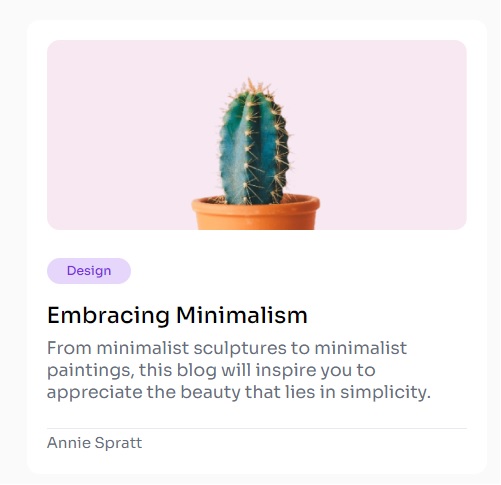 Design
Embracing Minimalism
From minimalist sculptures to minimalist
paintings, this blog will inspire you to
appreciate the beauty that lies in simplicity.
Annie Spratt